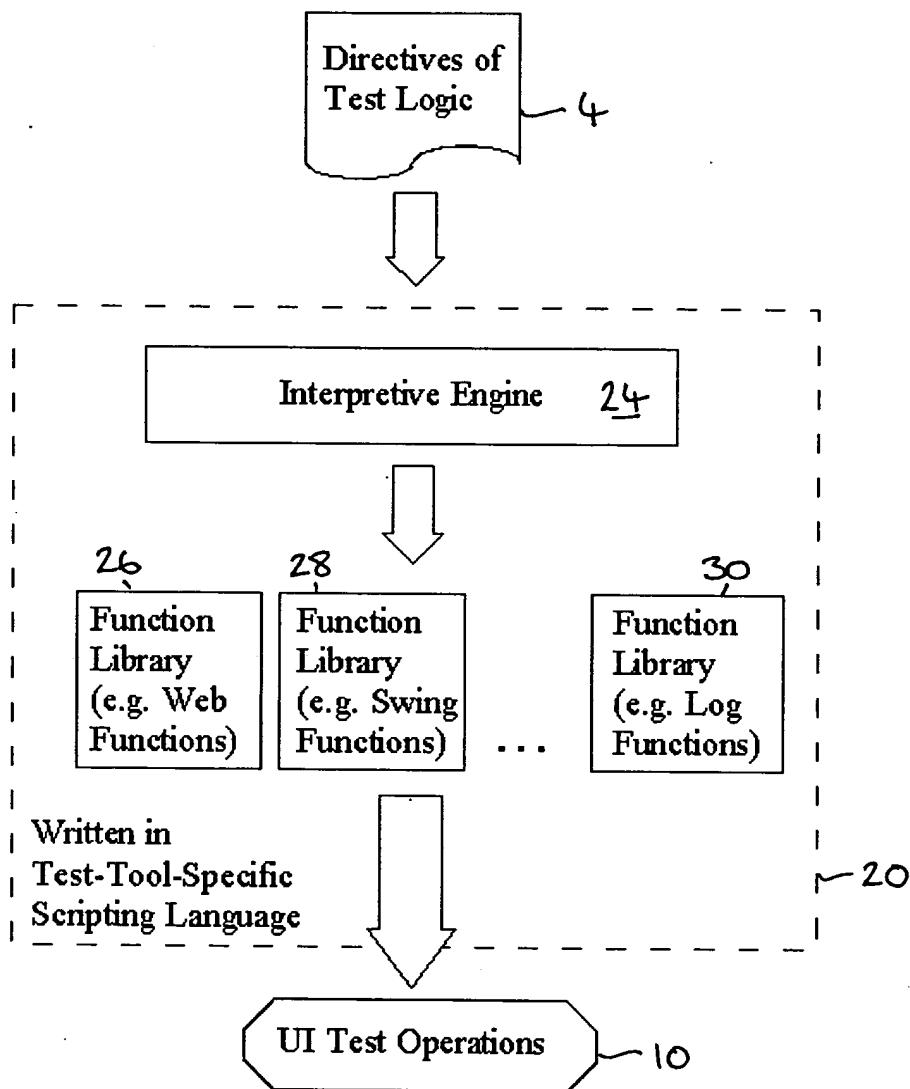 Directives of
Test Logic
4
Interpretive Engine 24
26
28
30
Function
Library
(e.g. Web
Functions)
Function
Library
(e.g. Swing
Functions)
...
Function
Library
(e.g. Log
Functions)
Written in
Test-Tool-Specific
Scripting Language
20
UI Test Operations
10